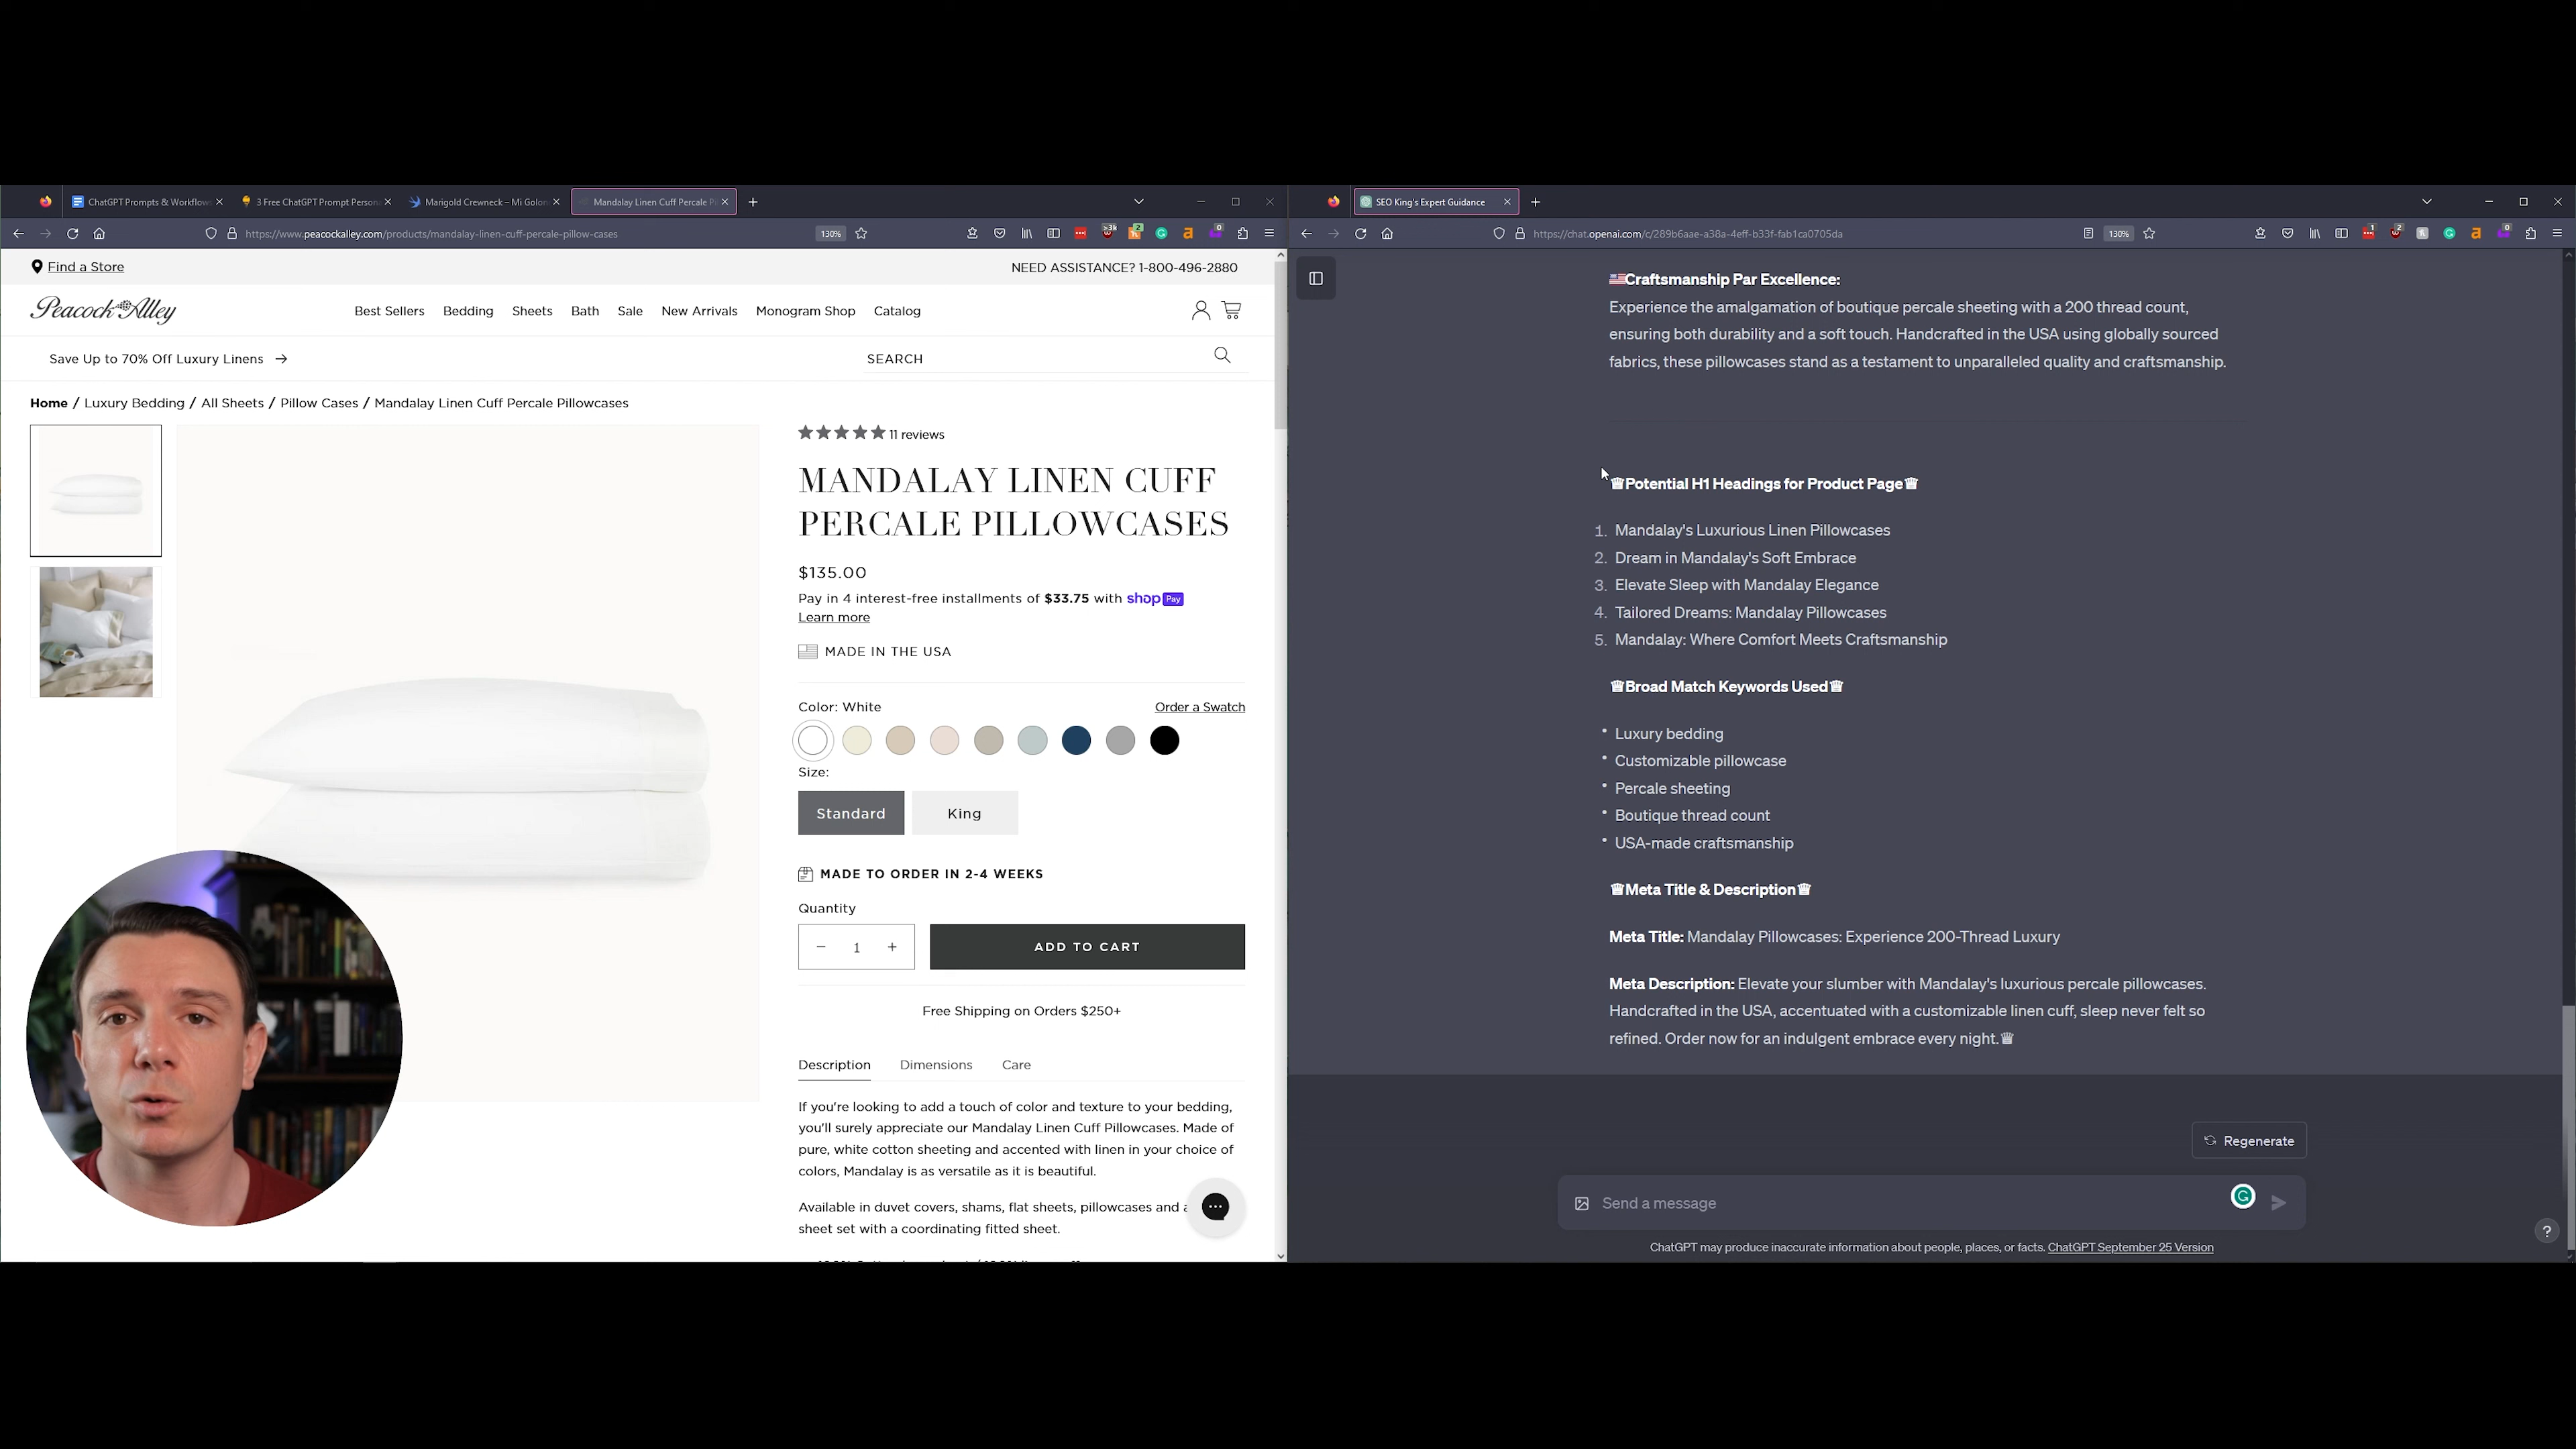 ChatGPT Prompts & Workflow
3 Free ChatGPT Prompt Person
Marigold Crewneck – Mi Golon
Mandalay Linen Cuff Percale P
https://www.peacockalley.com/products/mandalay-linen-cuff-percale-pillow-cases
130%
Find a Store
NEED ASSISTANCE? 1-800-496-2880
Peacock Alley
Best Sellers Bedding Sheets Bath Sale New Arrivals Monogram Shop Catalog
Save Up to 70% Off Luxury Linens →
SEARCH
Home / Luxury Bedding / All Sheets / Pillow Cases / Mandalay Linen Cuff Percale Pillowcases
11 reviews
MANDALAY LINEN CUFF
PERCALE PILLOWCASES
$135.00
Pay in 4 interest-free installments of $33.75 with shop Pay
Learn more
MADE IN THE USA
Color: White
Order a Swatch
Size:
Standard
King
MADE TO ORDER IN 2-4 WEEKS
Quantity
− 1 +
ADD TO CART
Free Shipping on Orders $250+
Description Dimensions Care
If you're looking to add a touch of color and texture to your bedding,
you'll surely appreciate our Mandalay Linen Cuff Pillowcases. Made of
pure, white cotton sheeting and accented with linen in your choice of
colors, Mandalay is as versatile as it is beautiful.
Available in duvet covers, shams, flat sheets, pillowcases and a
sheet set with a coordinating fitted sheet.
SEO King's Expert Guidance
https://chat.openai.com/c/289b6aae-a38a-4eff-b33f-fab1ca0705da
130%
🇺🇸Craftsmanship Par Excellence:
Experience the amalgamation of boutique percale sheeting with a 200 thread count,
ensuring both durability and a soft touch. Handcrafted in the USA using globally sourced
fabrics, these pillowcases stand as a testament to unparalleled quality and craftsmanship.
♕Potential H1 Headings for Product Page♕
1. Mandalay's Luxurious Linen Pillowcases
2. Dream in Mandalay's Soft Embrace
3. Elevate Sleep with Mandalay Elegance
4. Tailored Dreams: Mandalay Pillowcases
5. Mandalay: Where Comfort Meets Craftsmanship
♕Broad Match Keywords Used♕
• Luxury bedding
• Customizable pillowcase
• Percale sheeting
• Boutique thread count
• USA-made craftsmanship
♕Meta Title & Description♕
Meta Title: Mandalay Pillowcases: Experience 200-Thread Luxury
Meta Description: Elevate your slumber with Mandalay's luxurious percale pillowcases.
Handcrafted in the USA, accentuated with a customizable linen cuff, sleep never felt so
refined. Order now for an indulgent embrace every night.♕
Regenerate
Send a message
ChatGPT may produce inaccurate information about people, places, or facts. ChatGPT September 25 Version
?